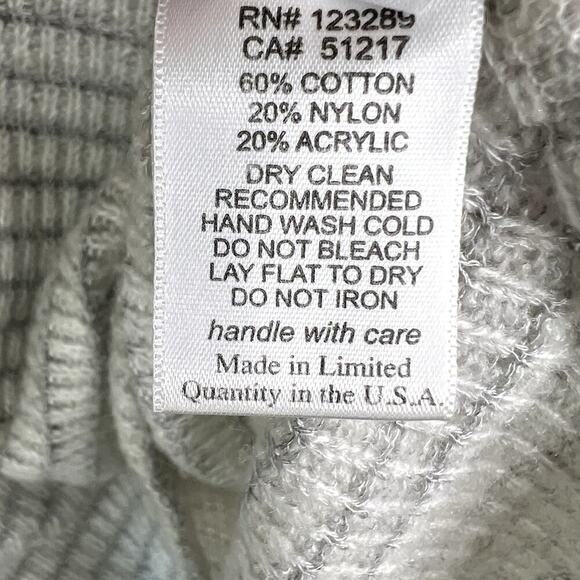 RN# 123289
CA# 51217
60% COTTON
20% NYLON
20% ACRYLIC
DRY CLEAN
RECOMMENDED
HAND WASH COLD
DO NOT BLEACH
LAY FLAT TO DRY
DO NOT IRON
handle with care
Made in Limited
Quantity in the U.S.A.